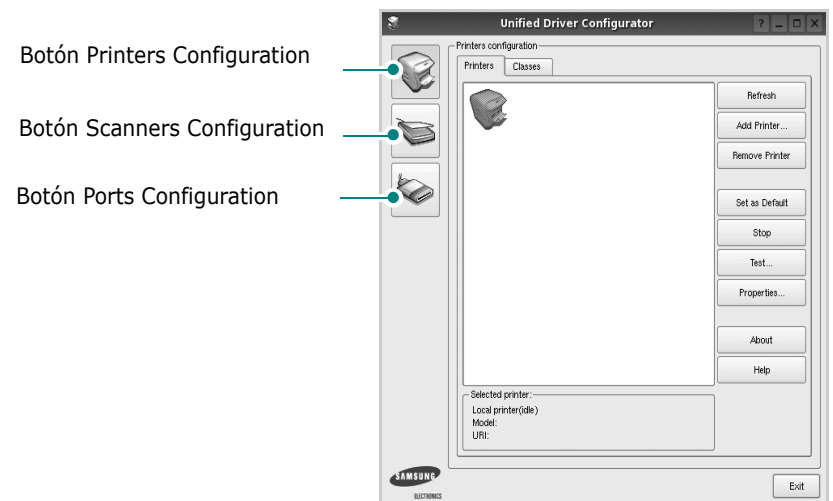 Unified Driver Configurator
Botón Printers Configuration
Botón Scanners Configuration
Botón Ports Configuration
Printers configuration
Printers
Classes
Refresh
Add Printer...
Remove Printer
Set as Default
Stop
Test...
Properties...
About
Help
Selected printer:
Local printer(idle)
Model:
URI:
SAMSUNG
ELECTRONICS
Exit